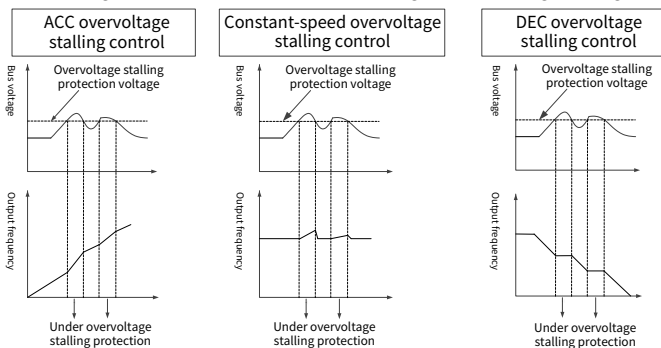 ACC overvoltage
stalling control
Bus voltage
Overvoltage stalling
protection voltage
Output frequency
Under overvoltage
stalling protection
Constant-speed overvoltage
stalling control
Bus voltage
Overvoltage stalling
protection voltage
Output frequency
Under overvoltage
stalling protection
DEC overvoltage
stalling control
Bus voltage
Overvoltage stalling
protection voltage
Output frequency
Under overvoltage
stalling protection